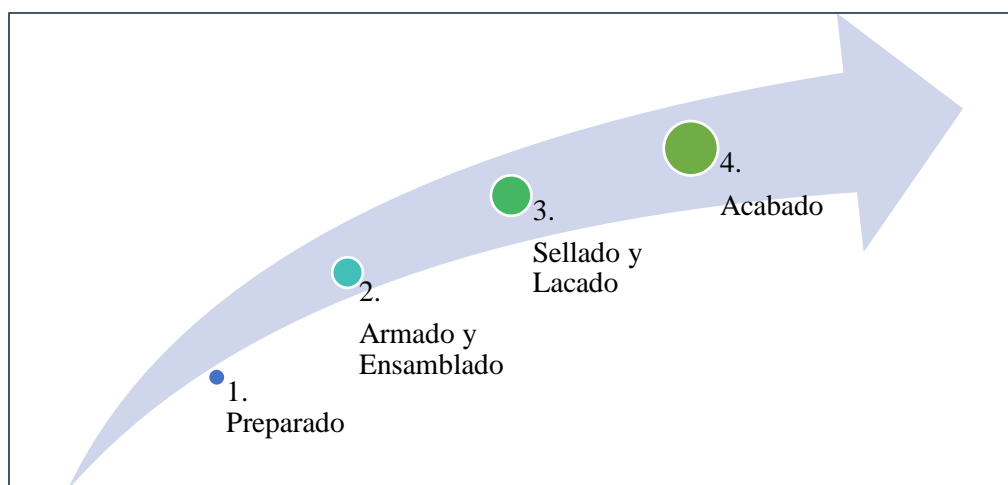 1.
Preparado
2.
Armado y
Ensamblado
3.
Sellado y
Lacado
4.
Acabado